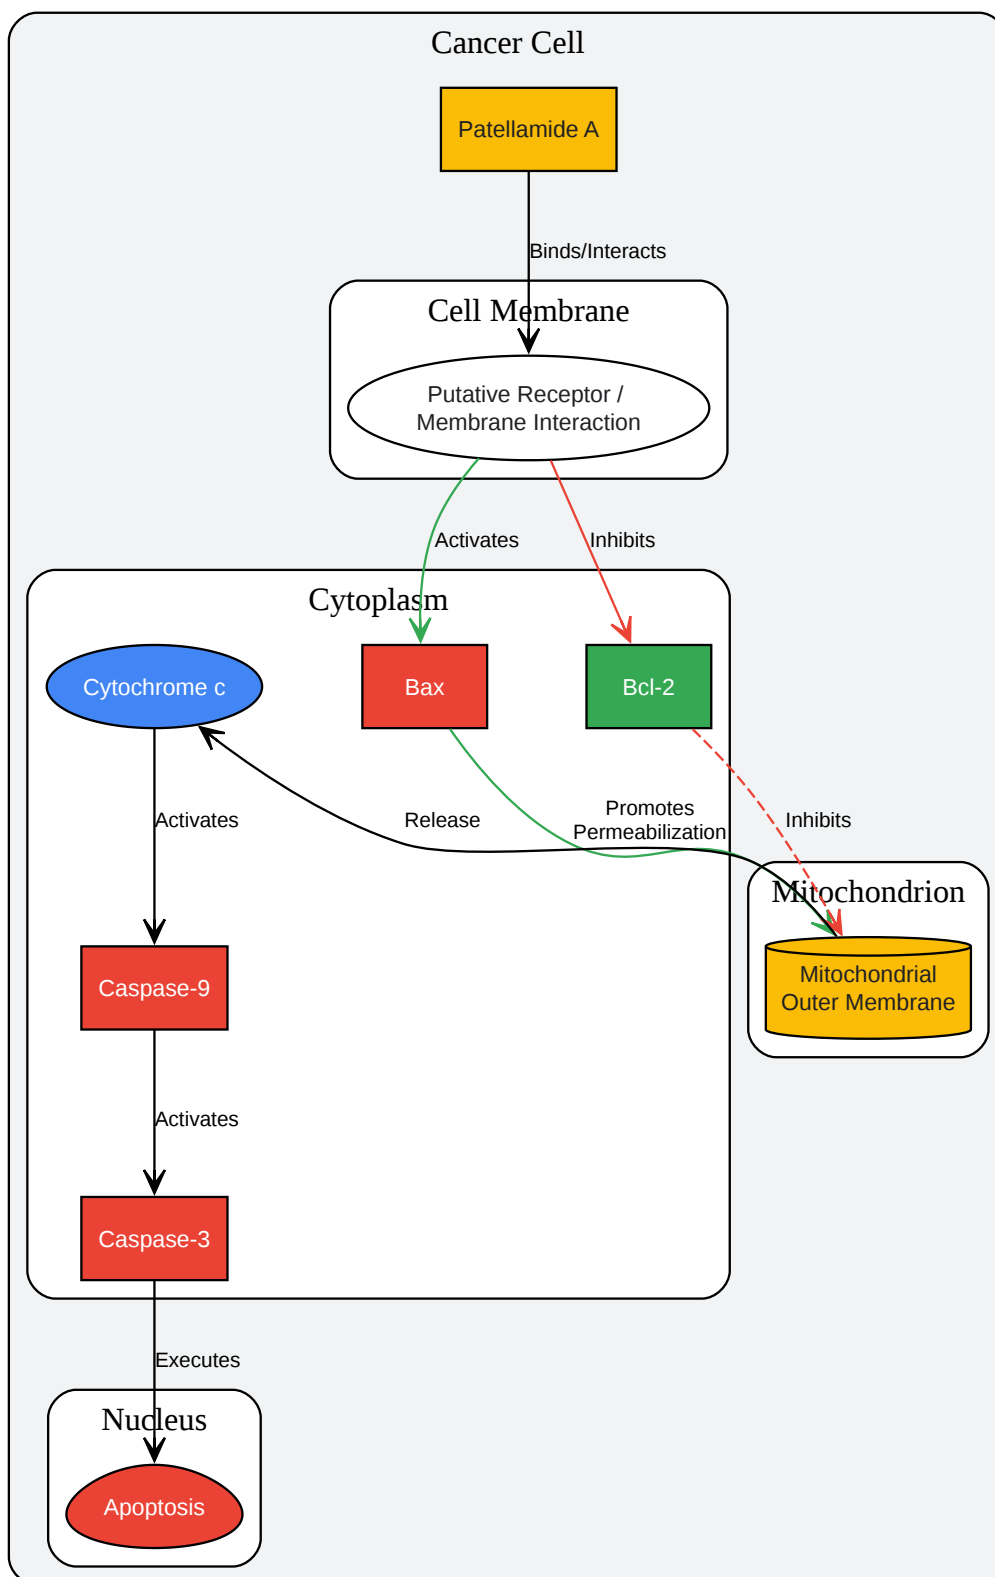 Cancer Cell
Patellamide A
Binds/Interacts
Cell Membrane
Putative Receptor /
Membrane Interaction
Activates
Inhibits
Cytoplasm
Cytochrome c
Bax
Bcl-2
Activates
Release
Promotes
Permeabilization
Inhibits
Mitochondrion
Mitochondrial
Outer Membrane
Caspase-9
Activates
Caspase-3
Executes
Nucleus
Apoptosis